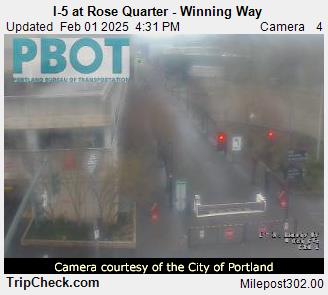 I-5 at Rose Quarter - Winning Way
Updated  Feb 01 2025  4:31 PM    Camera  4
PBOT
PORTLAND BUREAU OF TRANSPORTATION
Camera courtesy of the City of Portland
TripCheck.com    Milepost302.00